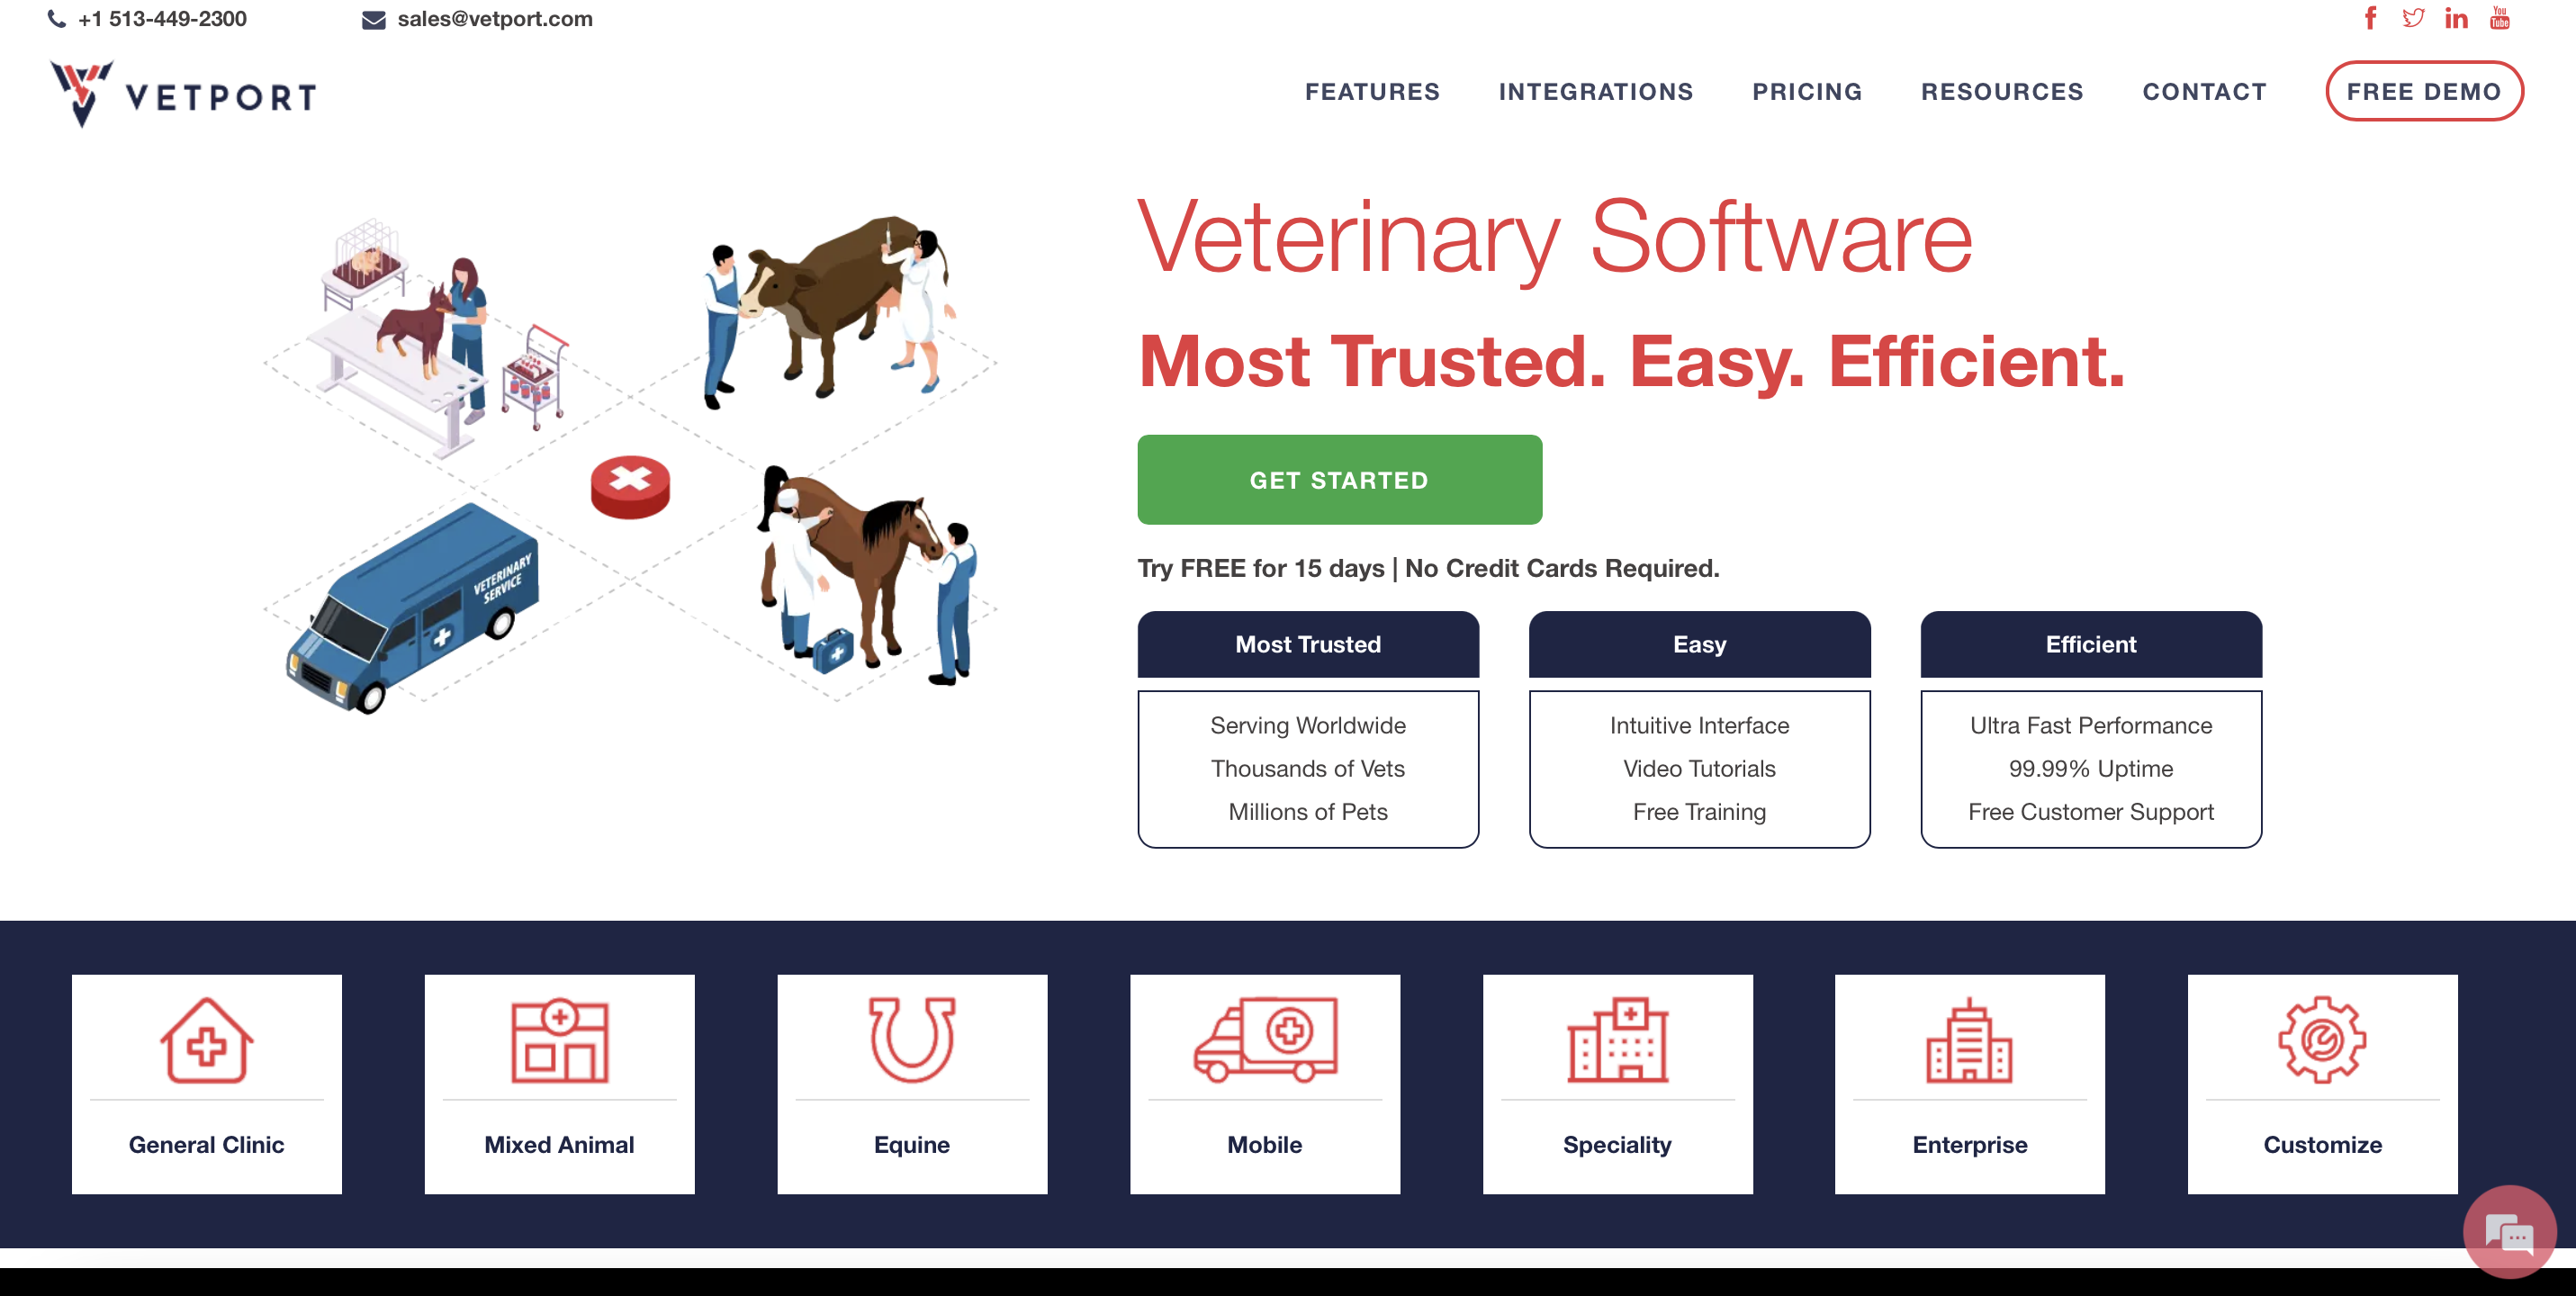 +1 513-449-2300
sales@vetport.com
You
Tube
VETPORT
FEATURES
INTEGRATIONS
PRICING
RESOURCES
CONTACT
FREE DEMO
Veterinary Software
Most Trusted. Easy. Efficient.
VETERINARY
SERVICE
GET STARTED
Try FREE for 15 days | No Credit Cards Required.
Most Trusted
Serving Worldwide
Thousands of Vets
Millions of Pets
Easy
Intuitive Interface
Video Tutorials
Free Training
Efficient
Ultra Fast Performance
99.99% Uptime
Free Customer Support
General Clinic
Mixed Animal
Equine
Mobile
Speciality
Enterprise
Customize